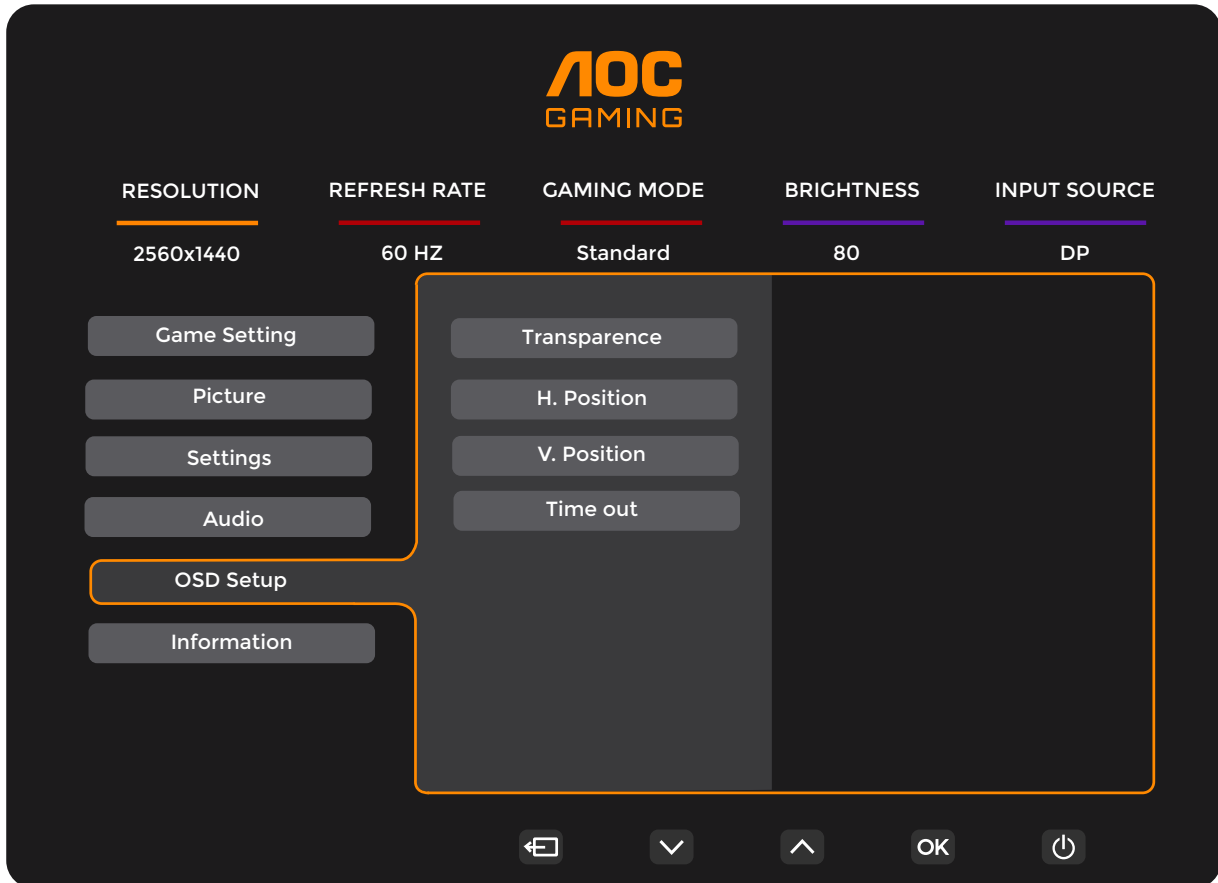 AOC
GAMING
RESOLUTION REFRESH RATE GAMING MODE BRIGHTNESS INPUT SOURCE
2560x1440 60 HZ Standard 80 DP
Game Setting
Picture
Settings
Audio
OSD Setup
Information
Transparence
H. Position
V. Position
Time out
OK